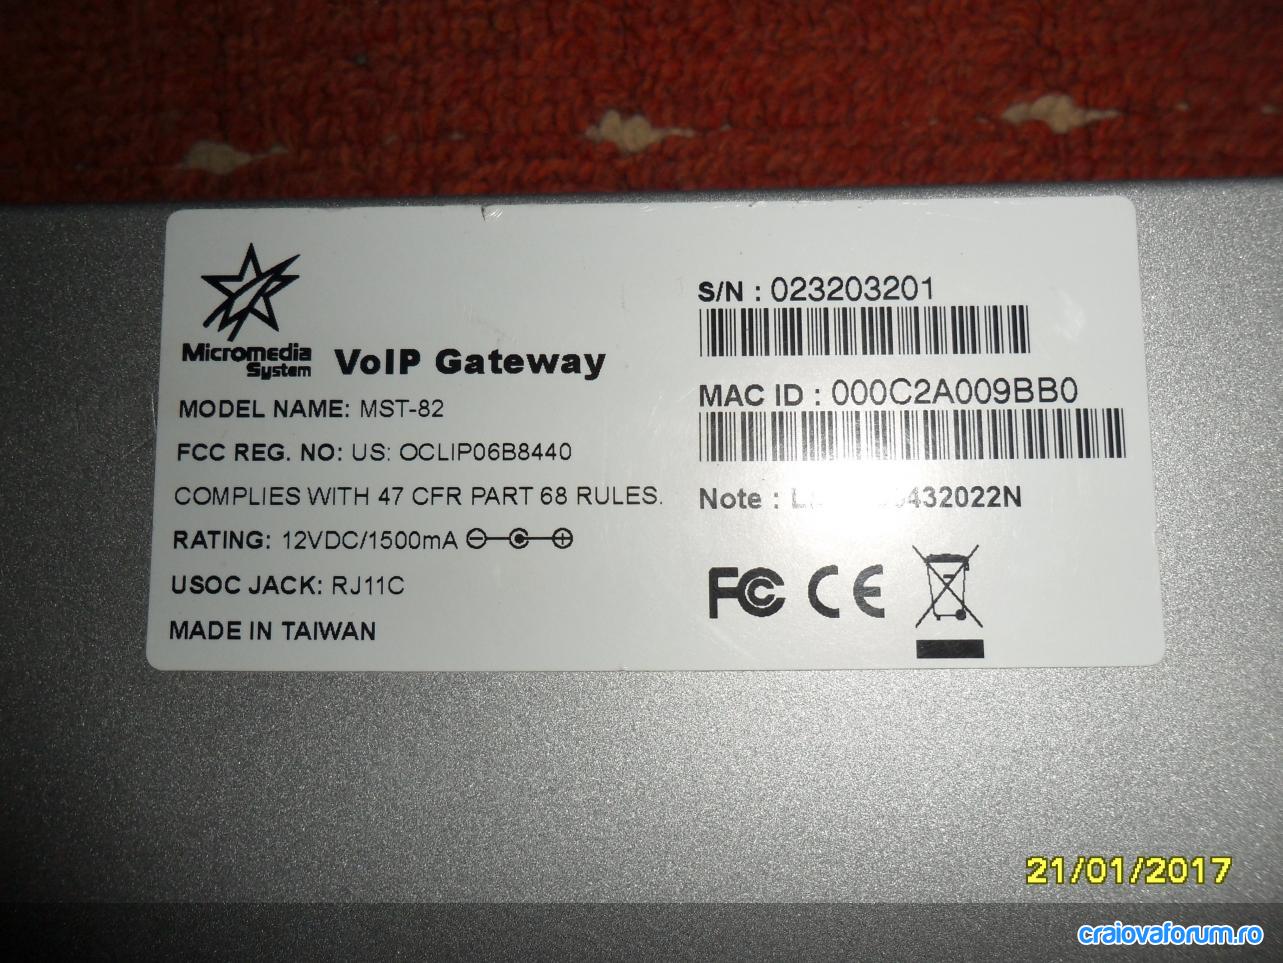 Micromedia
System
VoIP Gateway
MODEL NAME: MST-82
FCC REG. NO: US: OCLIP06B8440
COMPLIES WITH 47 CFR PART 68 RULES.
RATING: 12VDC/1500mA
USOC JACK: RJ11C
MADE IN TAIWAN
S/N : 023203201
MAC ID : 000C2A009BB0
Note :
FC CE
21/01/2017
craiovaforum.ro